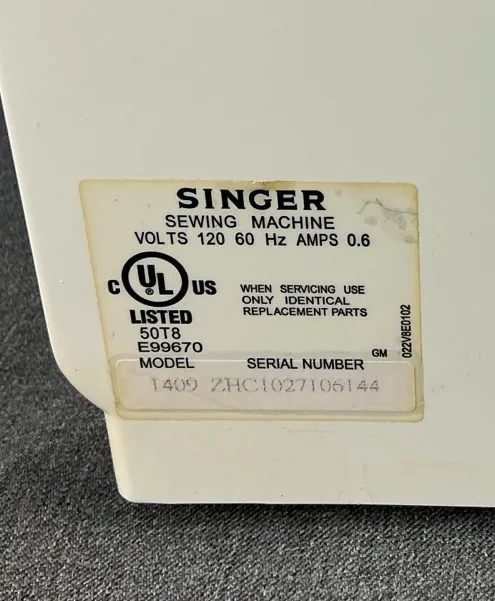 SINGER
SEWING MACHINE
VOLTS 120 60 Hz AMPS 0.6
C UL US
LISTED
50T8
E99670
WHEN SERVICING USE
ONLY IDENTICAL
REPLACEMENT PARTS
GM
022V8E0102
MODEL SERIAL NUMBER
1409 ZHC1027106144